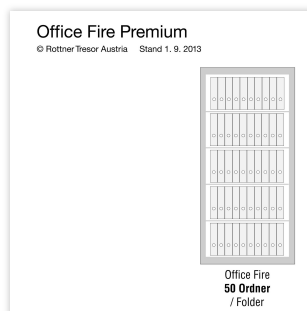 Office Fire Premium
© Rottner Tresor Austria Stand 1. 9. 2013
Office Fire
50 Ordner
/ Folder